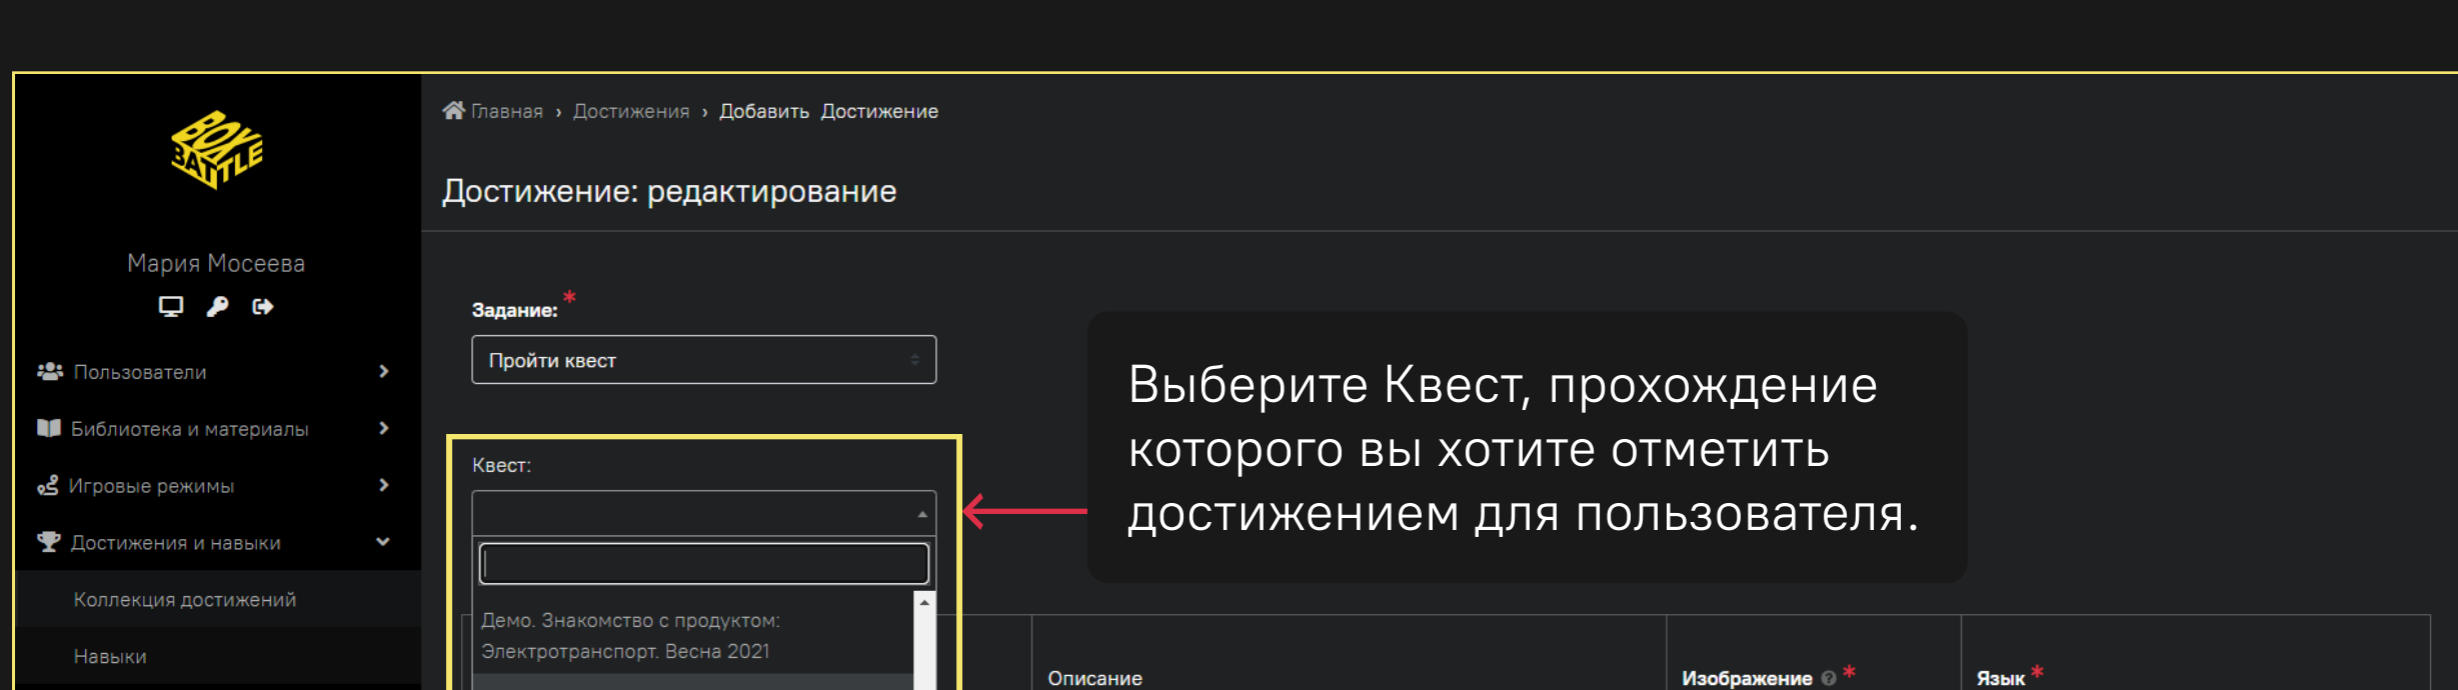 BOX BATTLE
Главная › Достижения › Добавить Достижение
Достижение: редактирование
Мария Мосеева
Пользователи
Библиотека и материалы
Игровые режимы
Достижения и навыки
Коллекция достижений
Навыки
Задание: *
Пройти квест
Квест:
Демо. Знакомство с продуктом:
Электротранспорт. Весна 2021
Выберите Квест, прохождение
которого вы хотите отметить
достижением для пользователя.
Описание
Изображение ? *
Язык *